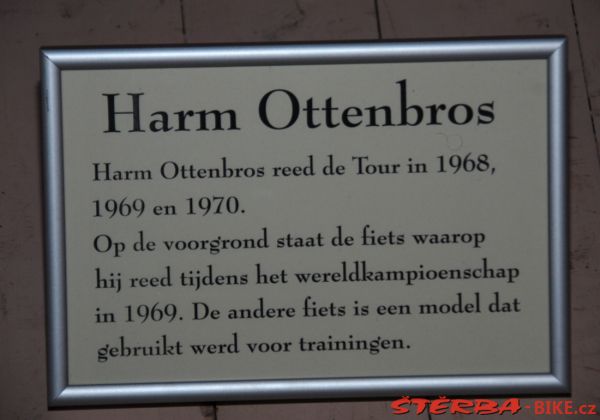 Harm Ottenbros
Harm Ottenbros reed de Tour in 1968,
1969 en 1970.
Op de voorgrond staat de fiets waarop
hij reed tijdens het wereldkampioenschap
in 1969. De andere fiets is een model dat
gebruikt werd voor trainingen.
ŠTĚRBA-BIKE.cz